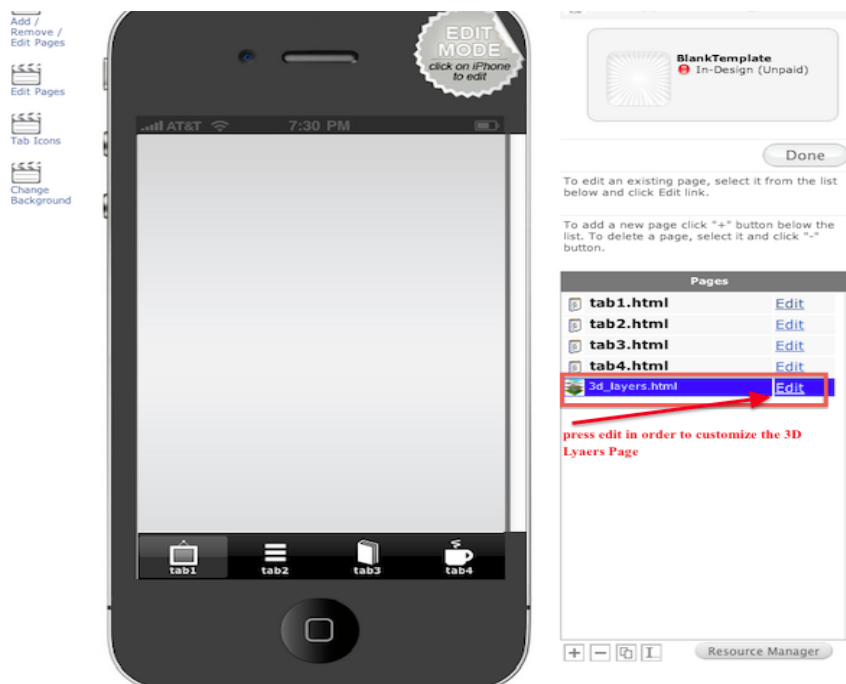 Add /
Remove /
Edit Pages
Edit Pages
Tab Icons
Change
Background
EDIT
MODE
click on iPhone
to edit
AT&T
7:30 PM
tab1
tab2
tab3
tab4
BlankTemplate
In-Design (Unpaid)
Done
To edit an existing page, select it from the list
below and click Edit link.
To add a new page click "+" button below the
list. To delete a page, select it and click "-"
button.
Pages
tab1.html Edit
tab2.html Edit
tab3.html Edit
tab4.html Edit
3d_layers.html Edit
press edit in order to customize the 3D
Lyaers Page
Resource Manager